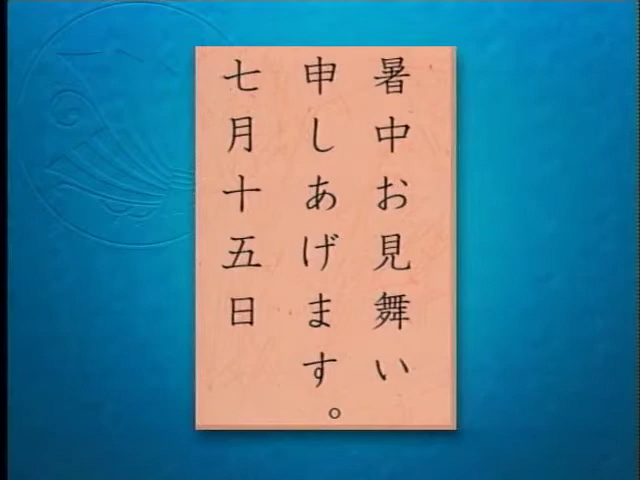 暑中お見舞い
申しあげます。
七月十五日